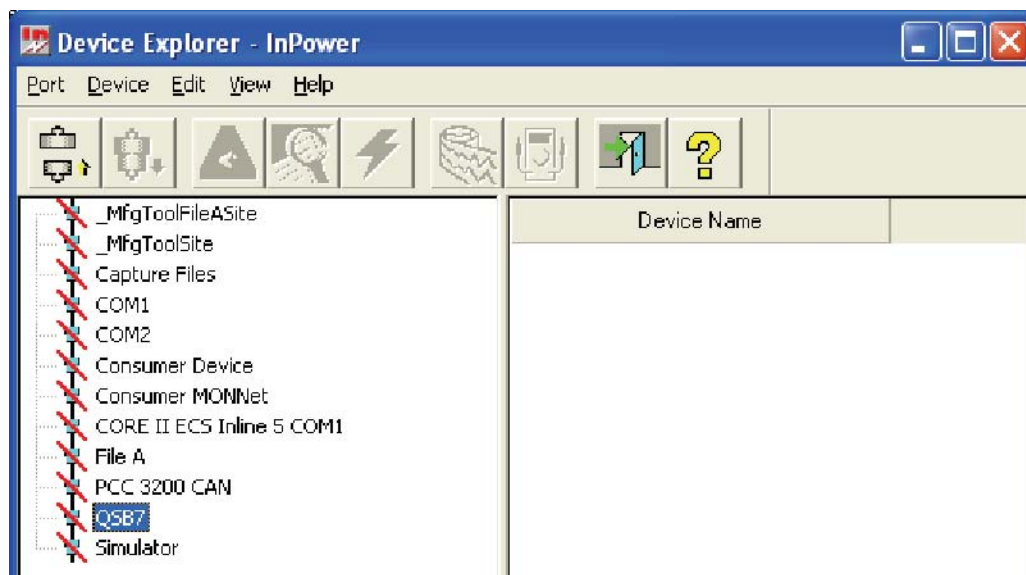 Device Explorer - InPower
Port Device Edit View Help
_MfgToolFileASite
_MfgToolSite
Capture Files
COM1
COM2
Consumer Device
Consumer MONNet
CORE II ECS Inline 5 COM1
File A
PCC 3200 CAN
QSB7
Simulator
Device Name